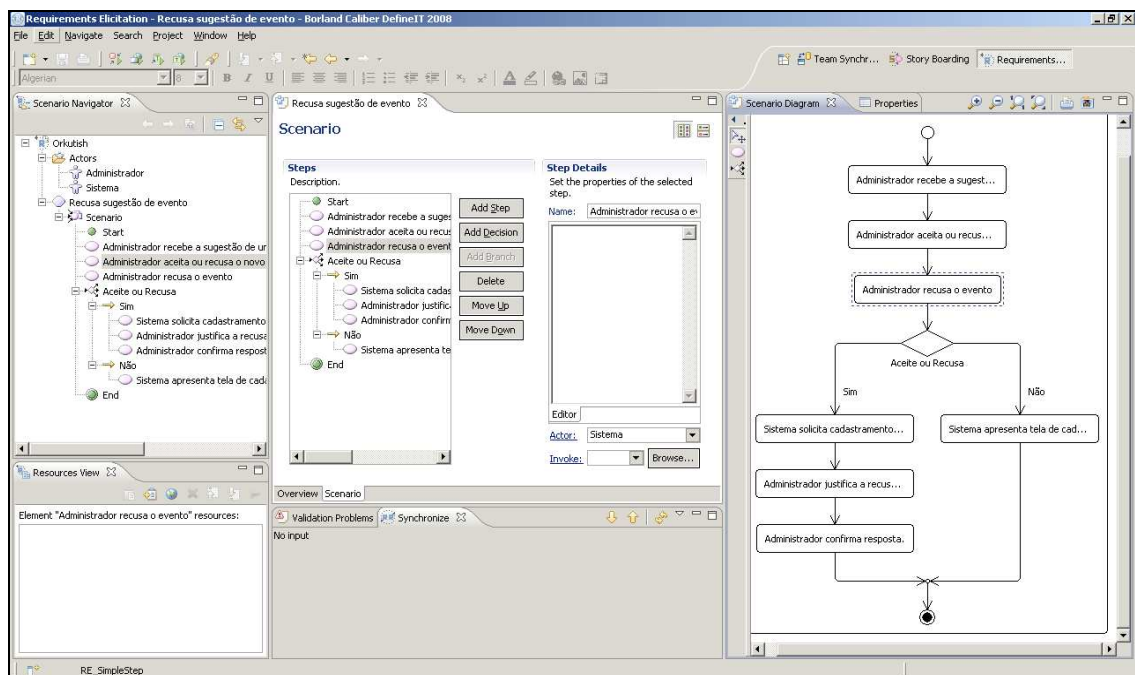 Requirements Elicitation - Recusa sugestão de evento - Borland Caliber DefineIT 2008
File Edit Navigate Search Project Window Help
Algerian 8 B I U
Team Synchr... Story Boarding Requirements...
Scenario Navigator
Orkutish
Actors
Administrador
Sistema
Recusa sugestão de evento
Scenario
Start
Administrador recebe a sugestão de ur
Administrador aceita ou recusa o novo
Administrador recusa o evento
Aceite ou Recusa
Sim
Sistema solicita cadastramento
Administrador justifica a recusa
Administrador confirma respost
Não
Sistema apresenta tela de cada
End
Resources View
Element "Administrador recusa o evento" resources:
Recusa sugestão de evento
Scenario
Steps
Description.
Start
Administrador recebe a suges
Administrador aceita ou recus
Administrador recusa o event
Aceite ou Recusa
Sim
Sistema solicita cadas
Administrador justific
Administrador confirm
Não
Sistema apresenta te
End
Add Step
Add Decision
Add Branch
Delete
Move Up
Move Down
Step Details
Set the properties of the selected
step.
Name: Administrador recusa o ev
Editor
Actor: Sistema
Invoke: Browse...
Overview Scenario
Validation Problems Synchronize
No input
Scenario Diagram Properties
Administrador recebe a sugest...
Administrador aceita ou recus...
Administrador recusa o evento
Aceite ou Recusa
Sim Não
Sistema solicita cadastramento... Sistema apresenta tela de cad...
Administrador justifica a recus...
Administrador confirma resposta.
RE_SimpleStep